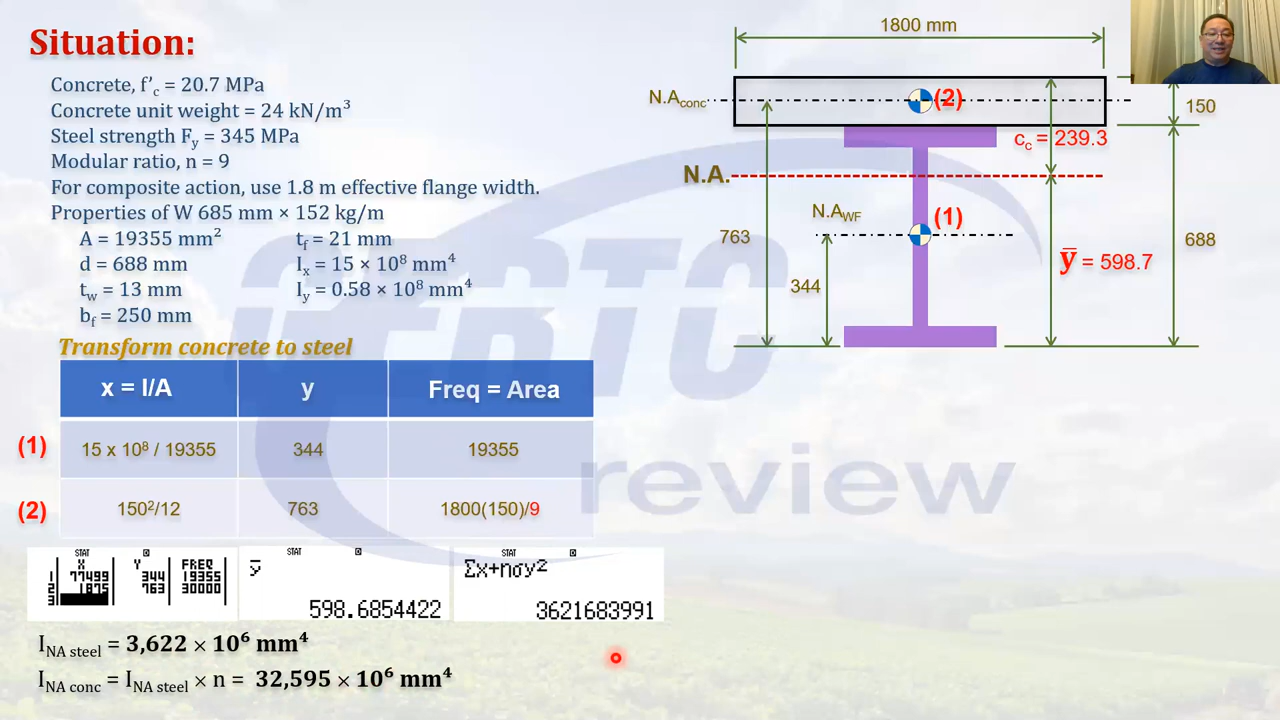 Situation:
Concrete, f'c = 20.7 MPa
Concrete unit weight = 24 kN/m³
Steel strength Fy = 345 MPa
Modular ratio, n = 9
For composite action, use 1.8 m effective flange width.
Properties of W 685 mm × 152 kg/m
A = 19355 mm² tf = 21 mm
d = 688 mm Ix = 15 × 10⁸ mm⁴
tw = 13 mm Iy = 0.58 × 10⁸ mm⁴
bf = 250 mm
Transform concrete to steel
x = I/A y Freq = Area
(1) 15 x 10⁸ / 19355 344 19355
(2) 150²/12 763 1800(150)/9
STAT D
X Y FREQ
1 77499 344 19355
2 1875 763 30000
3
STAT D
ȳ
598.6854422
STAT D
Σx+nσy²
3621683991
INA steel = 3,622 × 10⁶ mm⁴
INA conc = INA steel × n = 32,595 × 10⁶ mm⁴
1800 mm
N.Aconc
(2)
150
cc = 239.3
N.A.
N.AWF
(1)
763
688
ȳ = 598.7
344
CERTC
review